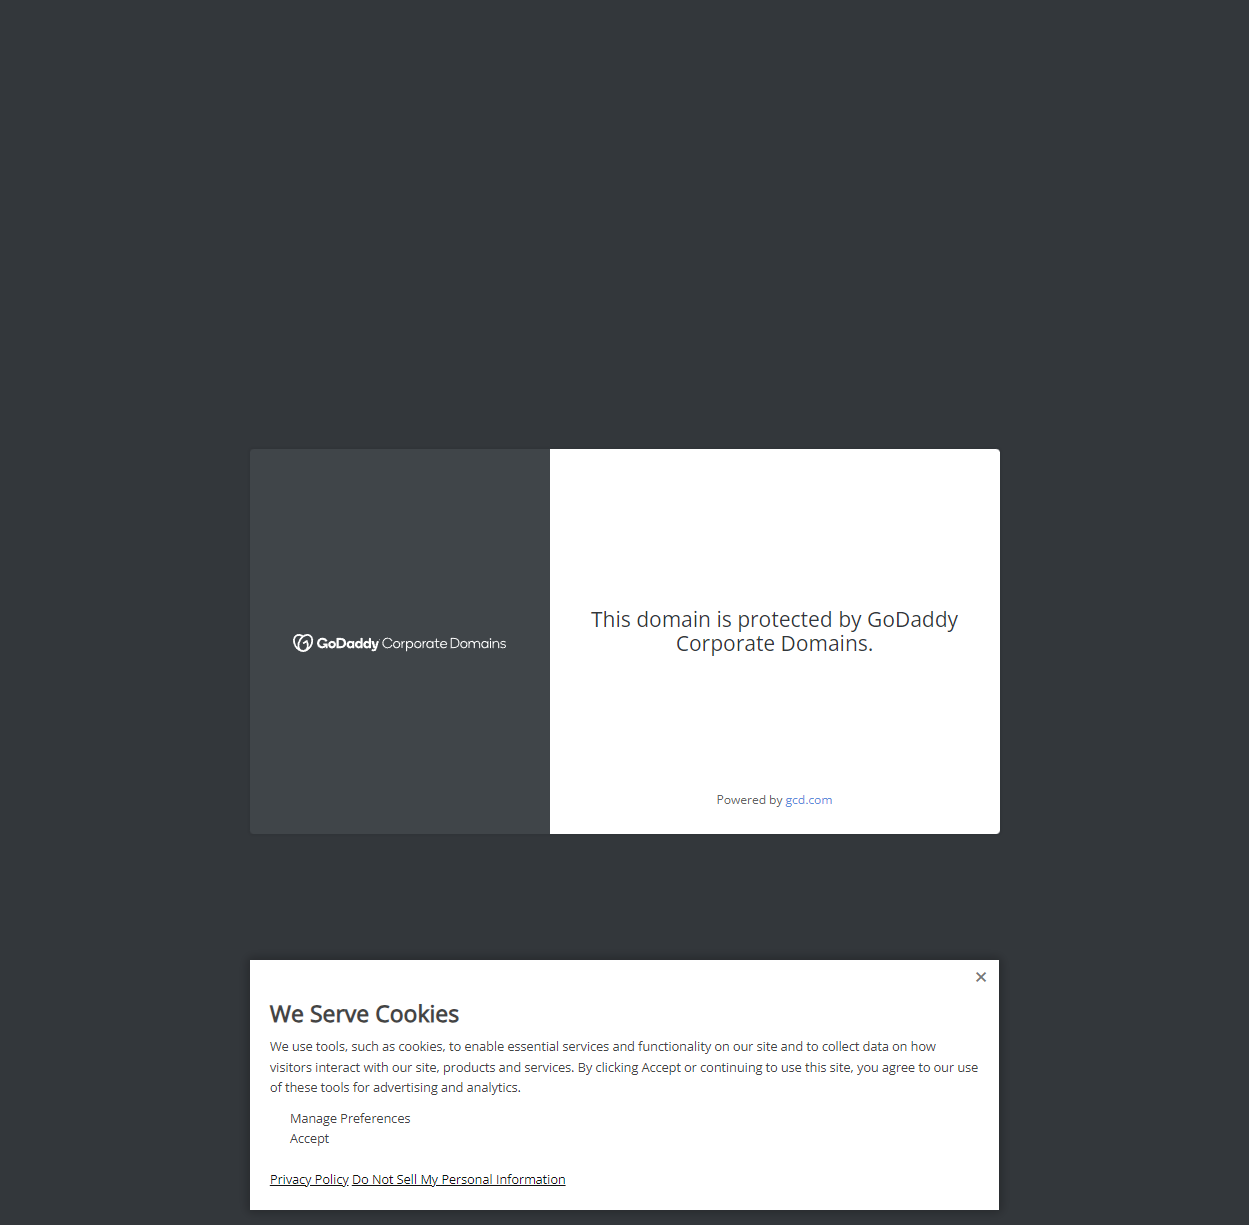 GoDaddy Corporate Domains
This domain is protected by GoDaddy
Corporate Domains.
Powered by gcd.com
We Serve Cookies
We use tools, such as cookies, to enable essential services and functionality on our site and to collect data on how
visitors interact with our site, products and services. By clicking Accept or continuing to use this site, you agree to our use
of these tools for advertising and analytics.
Manage Preferences
Accept
Privacy Policy Do Not Sell My Personal Information